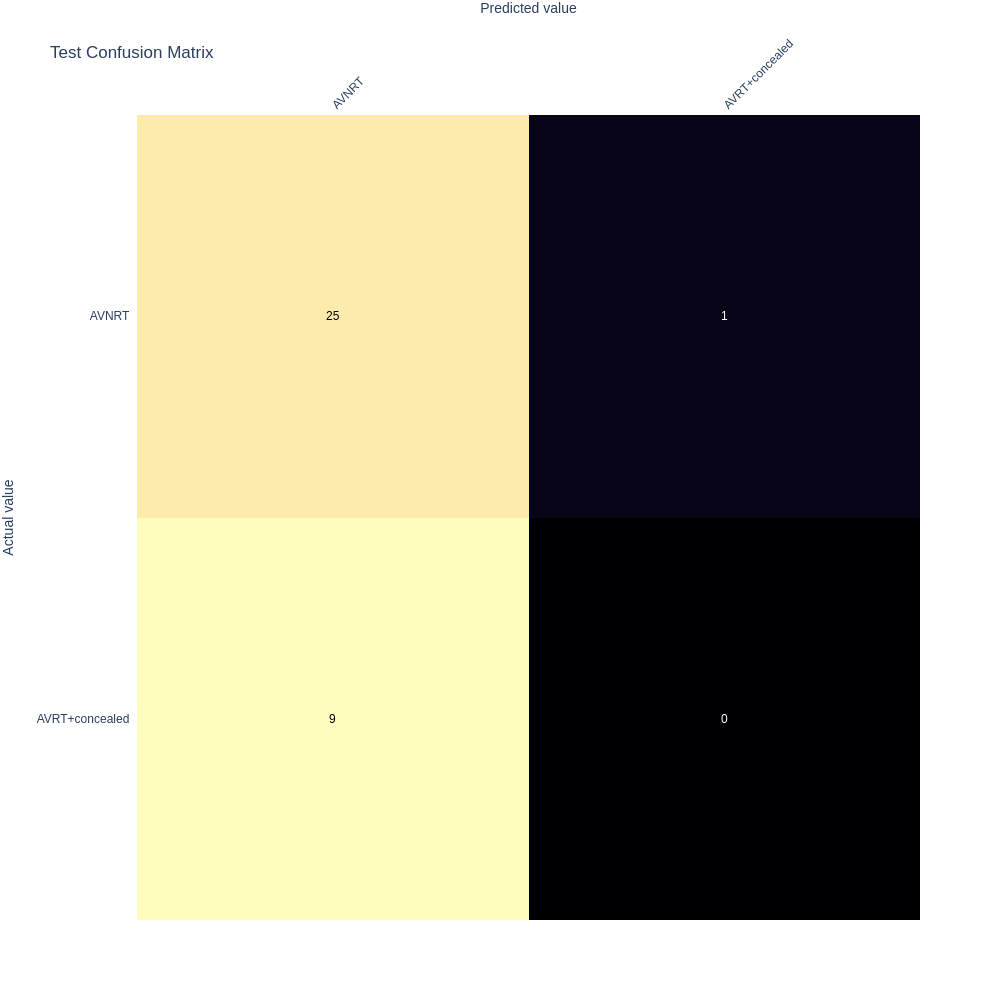 Predicted value
Test Confusion Matrix
AVNRT
AVRT+concealed
AVNRT
25
1
Actual value
AVRT+concealed
9
0